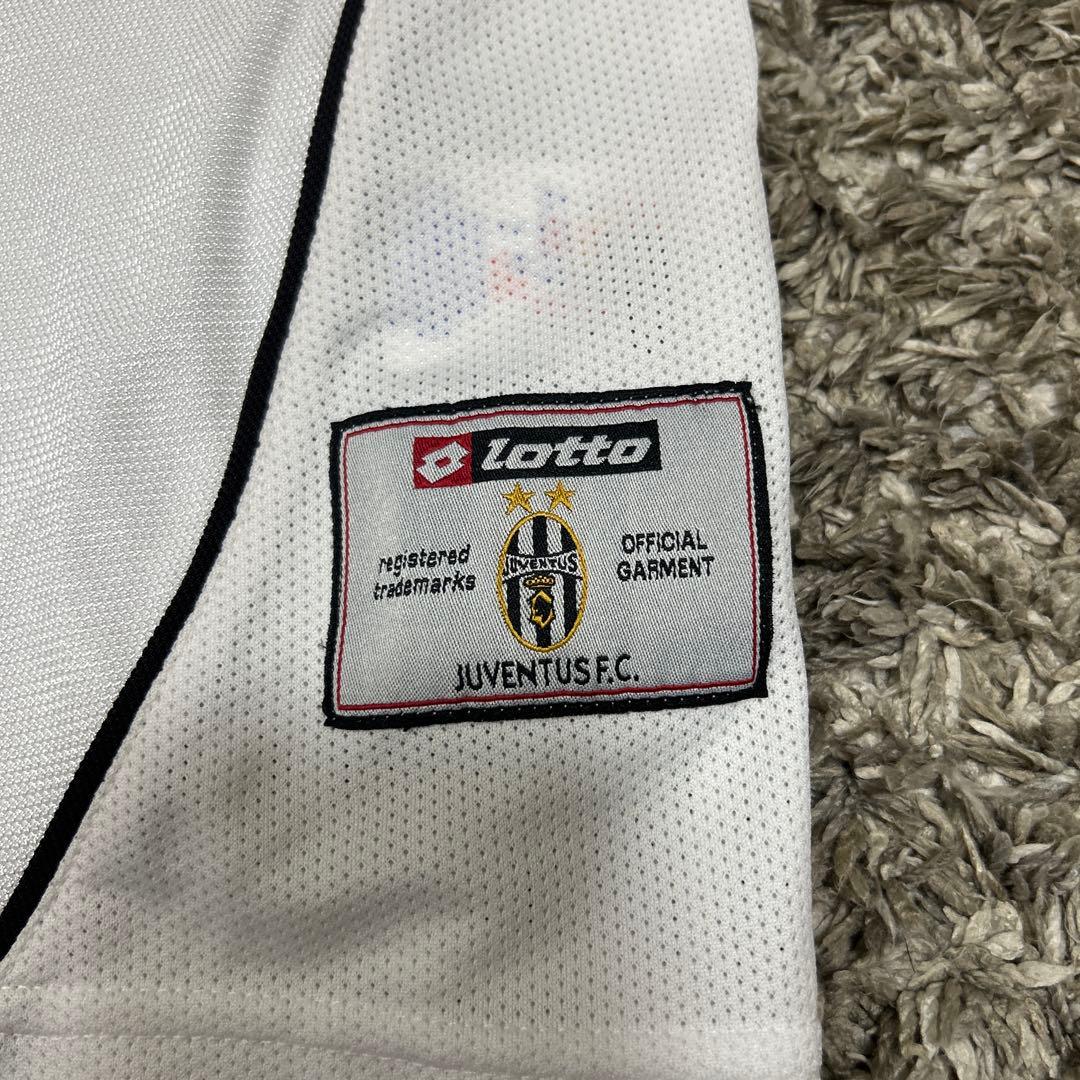 Lotto
registered
trademarks
JUVENTUS
OFFICIAL
GARMENT
JUVENTUS F.C.